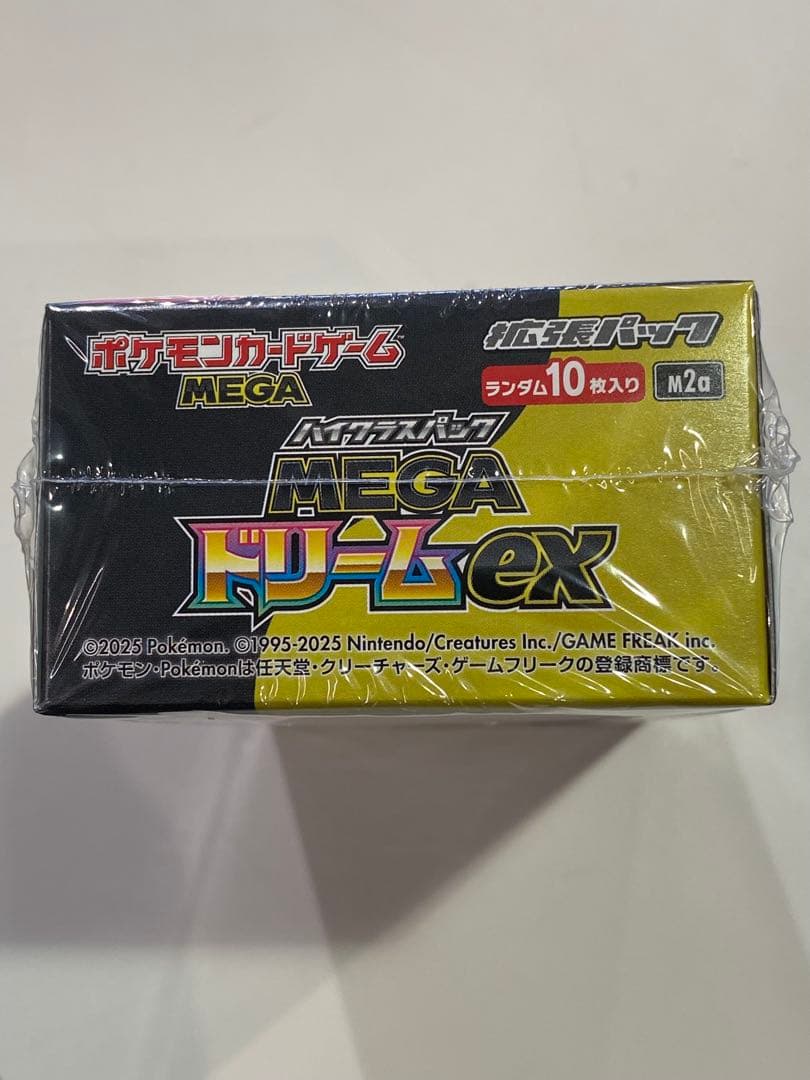 ポケモンカードゲーム™
MEGA
拡張パック
ランダム10枚入り M2a
ハイクラスパック
MEGA
ドリームex
©2025 Pokémon. ©1995-2025 Nintendo/Creatures Inc./GAME FREAK inc.
ポケモン・Pokémonは任天堂・クリーチャーズ・ゲームフリークの登録商標です。